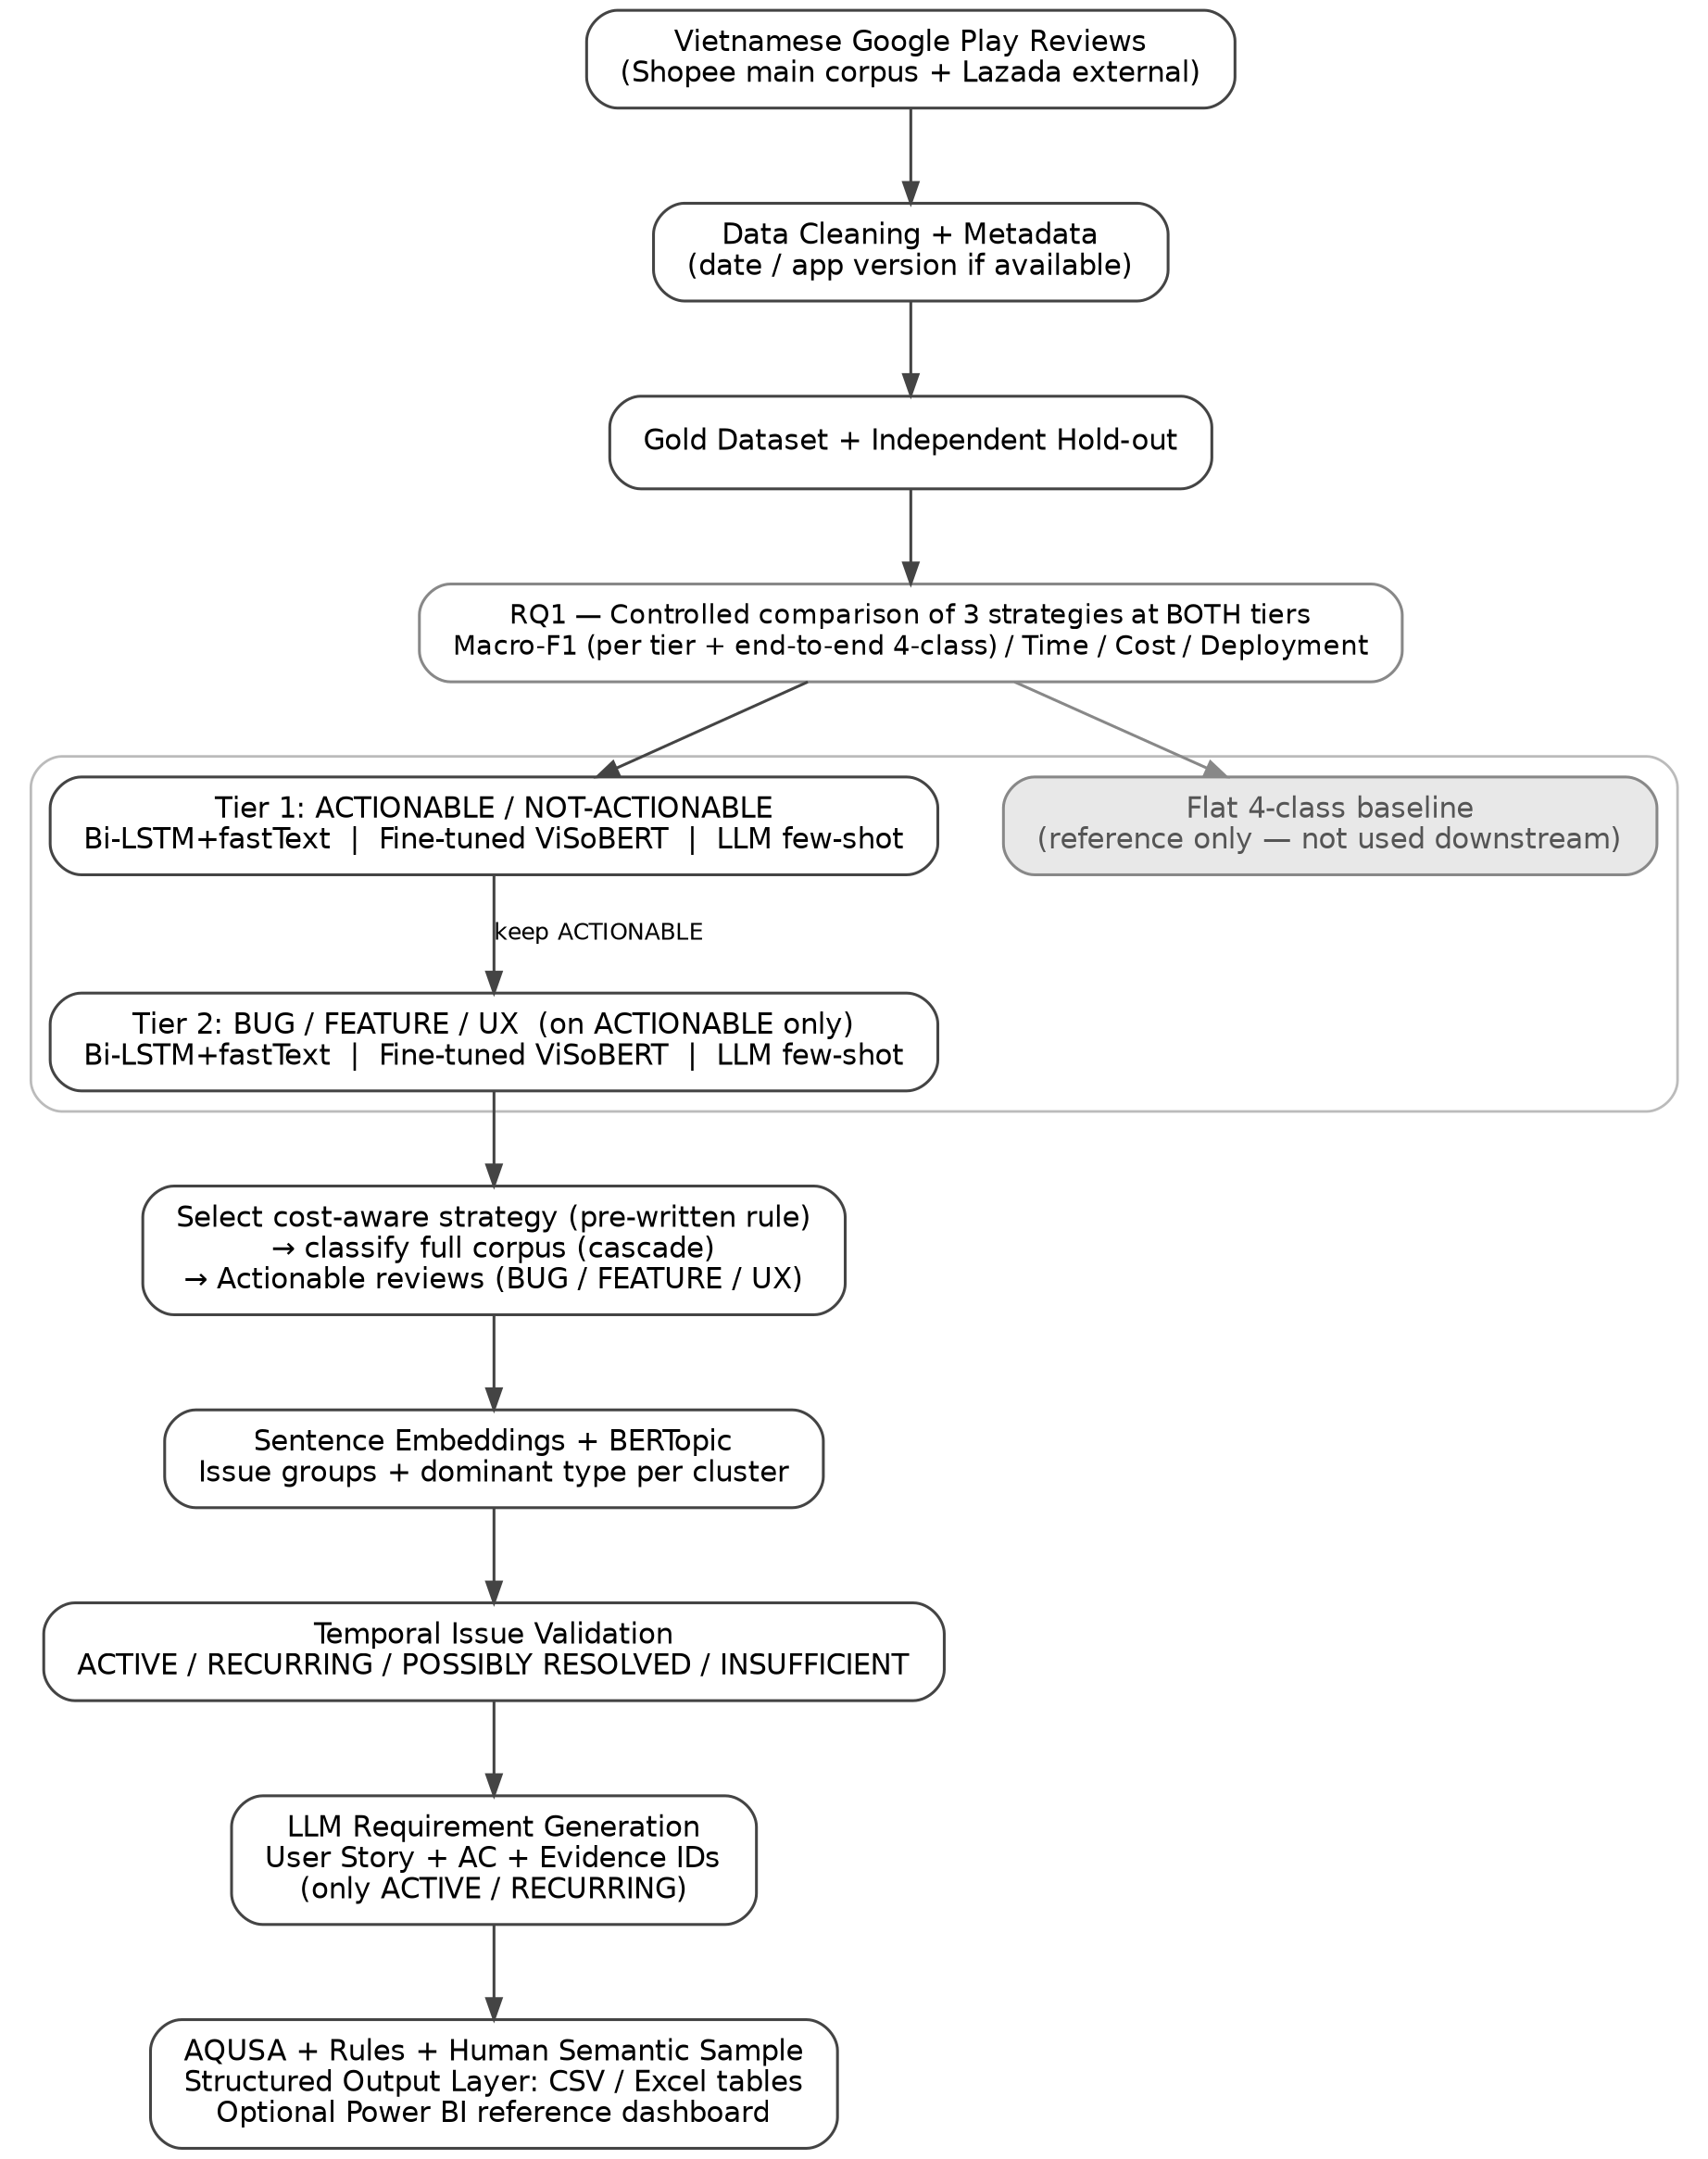 Vietnamese Google Play Reviews
(Shopee main corpus + Lazada external)
Data Cleaning + Metadata
(date / app version if available)
Gold Dataset + Independent Hold-out
RQ1 — Controlled comparison of 3 strategies at BOTH tiers
Macro-F1 (per tier + end-to-end 4-class) / Time / Cost / Deployment
Tier 1: ACTIONABLE / NOT-ACTIONABLE
Bi-LSTM+fastText | Fine-tuned ViSoBERT | LLM few-shot
Flat 4-class baseline
(reference only — not used downstream)
keep ACTIONABLE
Tier 2: BUG / FEATURE / UX (on ACTIONABLE only)
Bi-LSTM+fastText | Fine-tuned ViSoBERT | LLM few-shot
Select cost-aware strategy (pre-written rule)
→ classify full corpus (cascade)
→ Actionable reviews (BUG / FEATURE / UX)
Sentence Embeddings + BERTopic
Issue groups + dominant type per cluster
Temporal Issue Validation
ACTIVE / RECURRING / POSSIBLY RESOLVED / INSUFFICIENT
LLM Requirement Generation
User Story + AC + Evidence IDs
(only ACTIVE / RECURRING)
AQUSA + Rules + Human Semantic Sample
Structured Output Layer: CSV / Excel tables
Optional Power BI reference dashboard